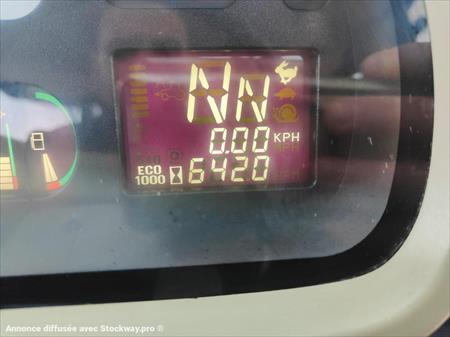 NN
0.00 KPH
ECO
1000 6420
Annonce diffusée avec Stockway.pro ®